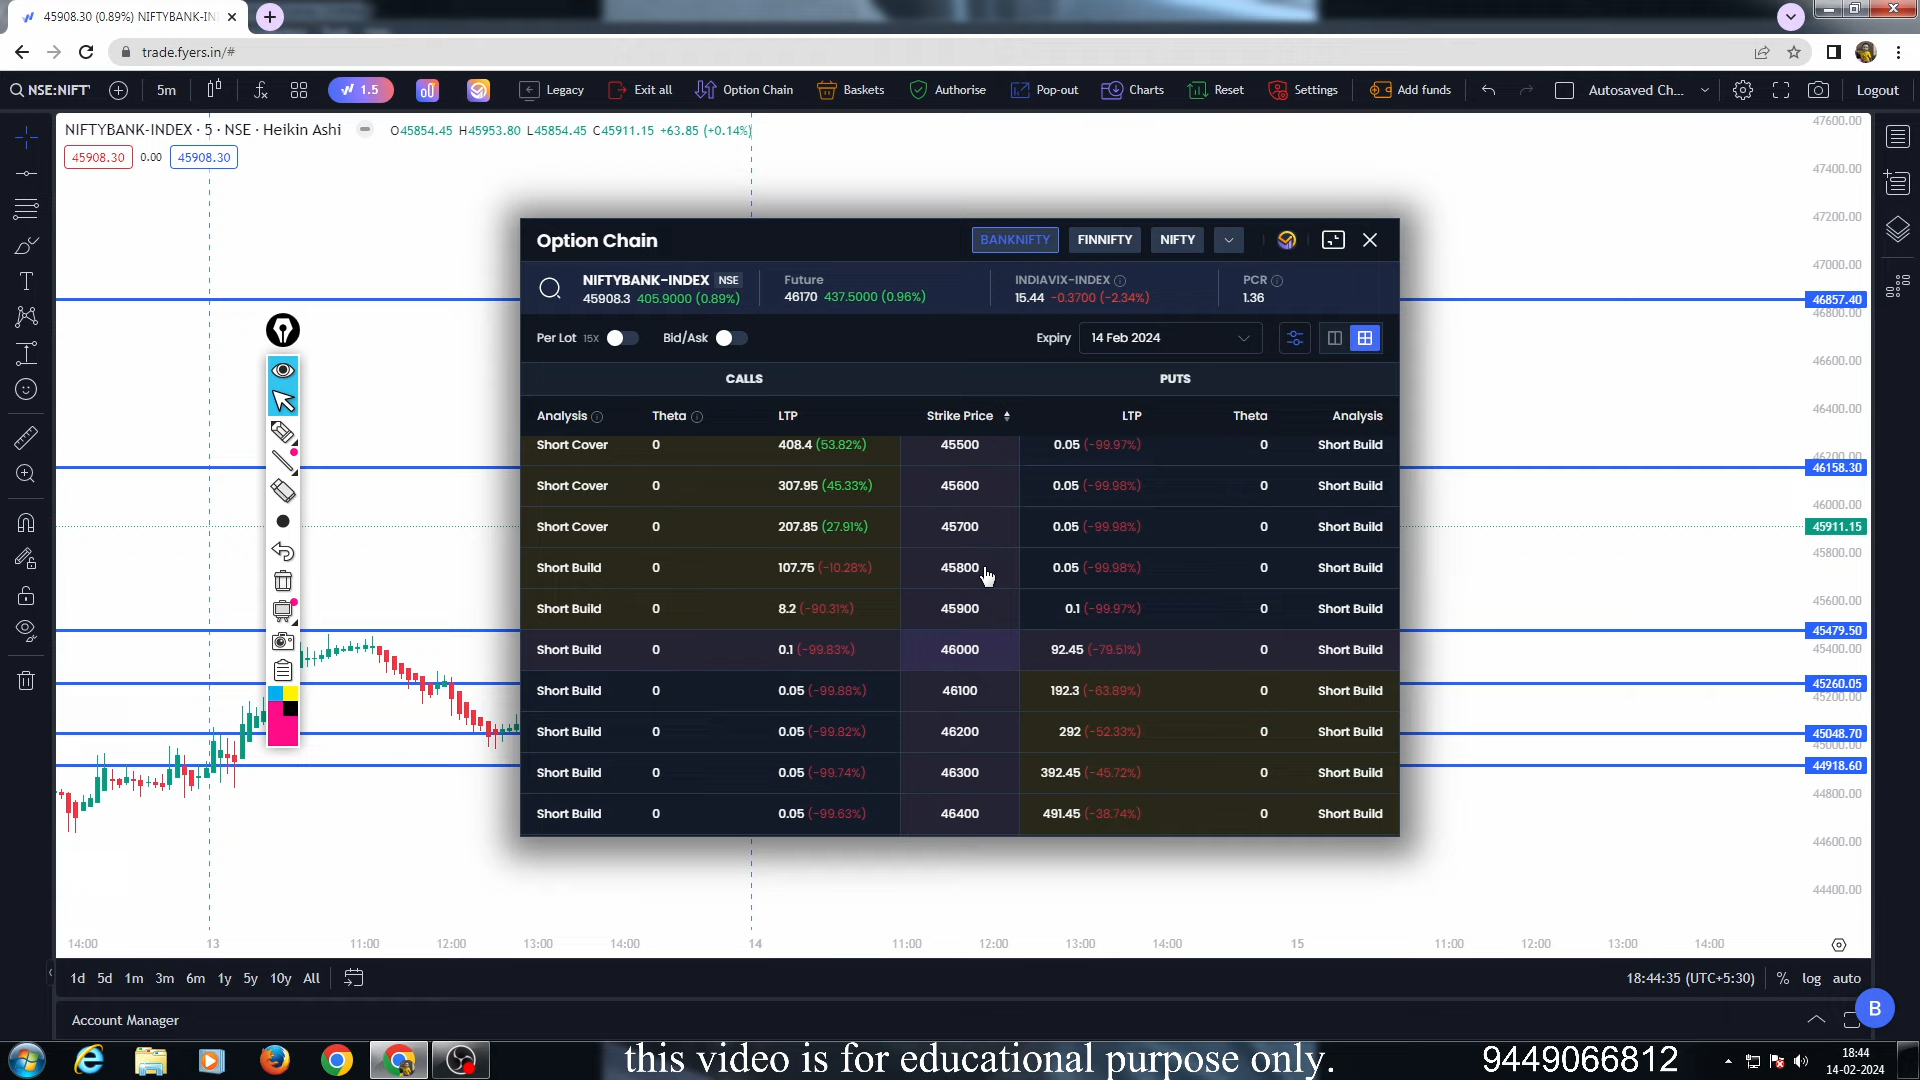 45908.30 (0.89%) NIFTYBANK-IN
trade.fyers.in/#
NSE:NIFT
5m
1.5
Legacy
Exit all
Option Chain
Baskets
Authorise
Pop-out
Charts
Reset
Settings
Add funds
Autosaved Ch...
Logout
NIFTYBANK-INDEX · 5 · NSE · Heikin Ashi
O45854.45 H45953.80 L45854.45 C45911.15 +63.85 (+0.14%)
45908.30 0.00 45908.30
Option Chain
BANKNIFTY FINNIFTY NIFTY
NIFTYBANK-INDEX NSE Future INDIAVIX-INDEX PCR
45908.3 405.9000 (0.89%) 46170 437.5000 (0.96%) 15.44 -0.3700 (-2.34%) 1.36
Per Lot 15X Bid/Ask Expiry 14 Feb 2024
CALLS PUTS
Analysis Theta LTP Strike Price LTP Theta Analysis
Short Cover 0 408.4 (53.82%) 45500 0.05 (-99.97%) 0 Short Build
Short Cover 0 307.95 (45.33%) 45600 0.05 (-99.98%) 0 Short Build
Short Cover 0 207.85 (27.91%) 45700 0.05 (-99.98%) 0 Short Build
Short Build 0 107.75 (-10.28%) 45800 0.05 (-99.98%) 0 Short Build
Short Build 0 8.2 (-90.31%) 45900 0.1 (-99.97%) 0 Short Build
Short Build 0 0.1 (-99.83%) 46000 92.45 (-79.51%) 0 Short Build
Short Build 0 0.05 (-99.88%) 46100 192.3 (-63.89%) 0 Short Build
Short Build 0 0.05 (-99.82%) 46200 292 (-52.33%) 0 Short Build
Short Build 0 0.05 (-99.74%) 46300 392.45 (-45.72%) 0 Short Build
Short Build 0 0.05 (-99.63%) 46400 491.45 (-38.74%) 0 Short Build
47600.00
47400.00
47200.00
47000.00
46857.40
46800.00
46600.00
46400.00
46200.00
46158.30
46000.00
45911.15
45800.00
45600.00
45479.50
45400.00
45260.05
45200.00
45048.70
45000.00
44918.60
44800.00
44600.00
44400.00
14:00 13 11:00 12:00 13:00 14:00 14 11:00 12:00 13:00 14:00 15 11:00 12:00 13:00 14:00
1d 5d 1m 3m 6m 1y 5y 10y All
18:44:35 (UTC+5:30) % log auto
Account Manager
B
this video is for educational purpose only.
9449066812
18:44
14-02-2024